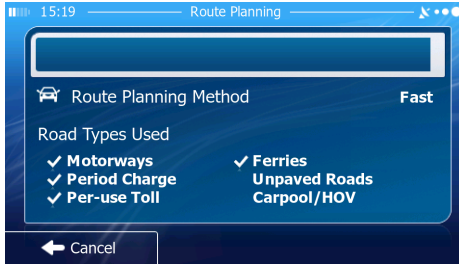 15:19 Route Planning
Route Planning Method Fast
Road Types Used
Motorways Ferries
Period Charge Unpaved Roads
Per-use Toll Carpool/HOV
Cancel